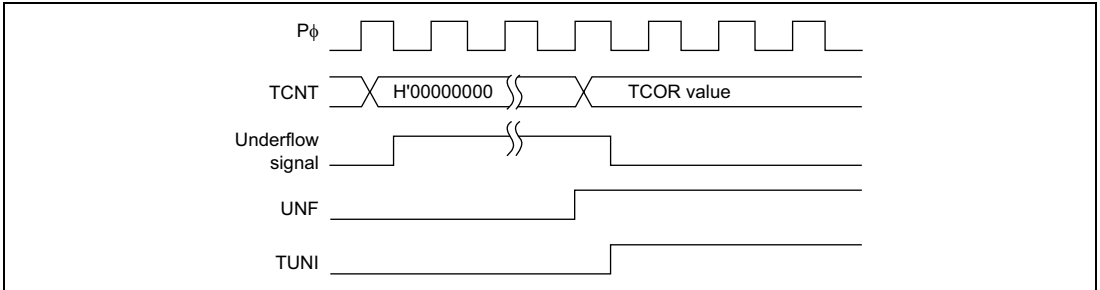 Pϕ
TCNT H'00000000 TCOR value
Underflow
signal
UNF
TUNI